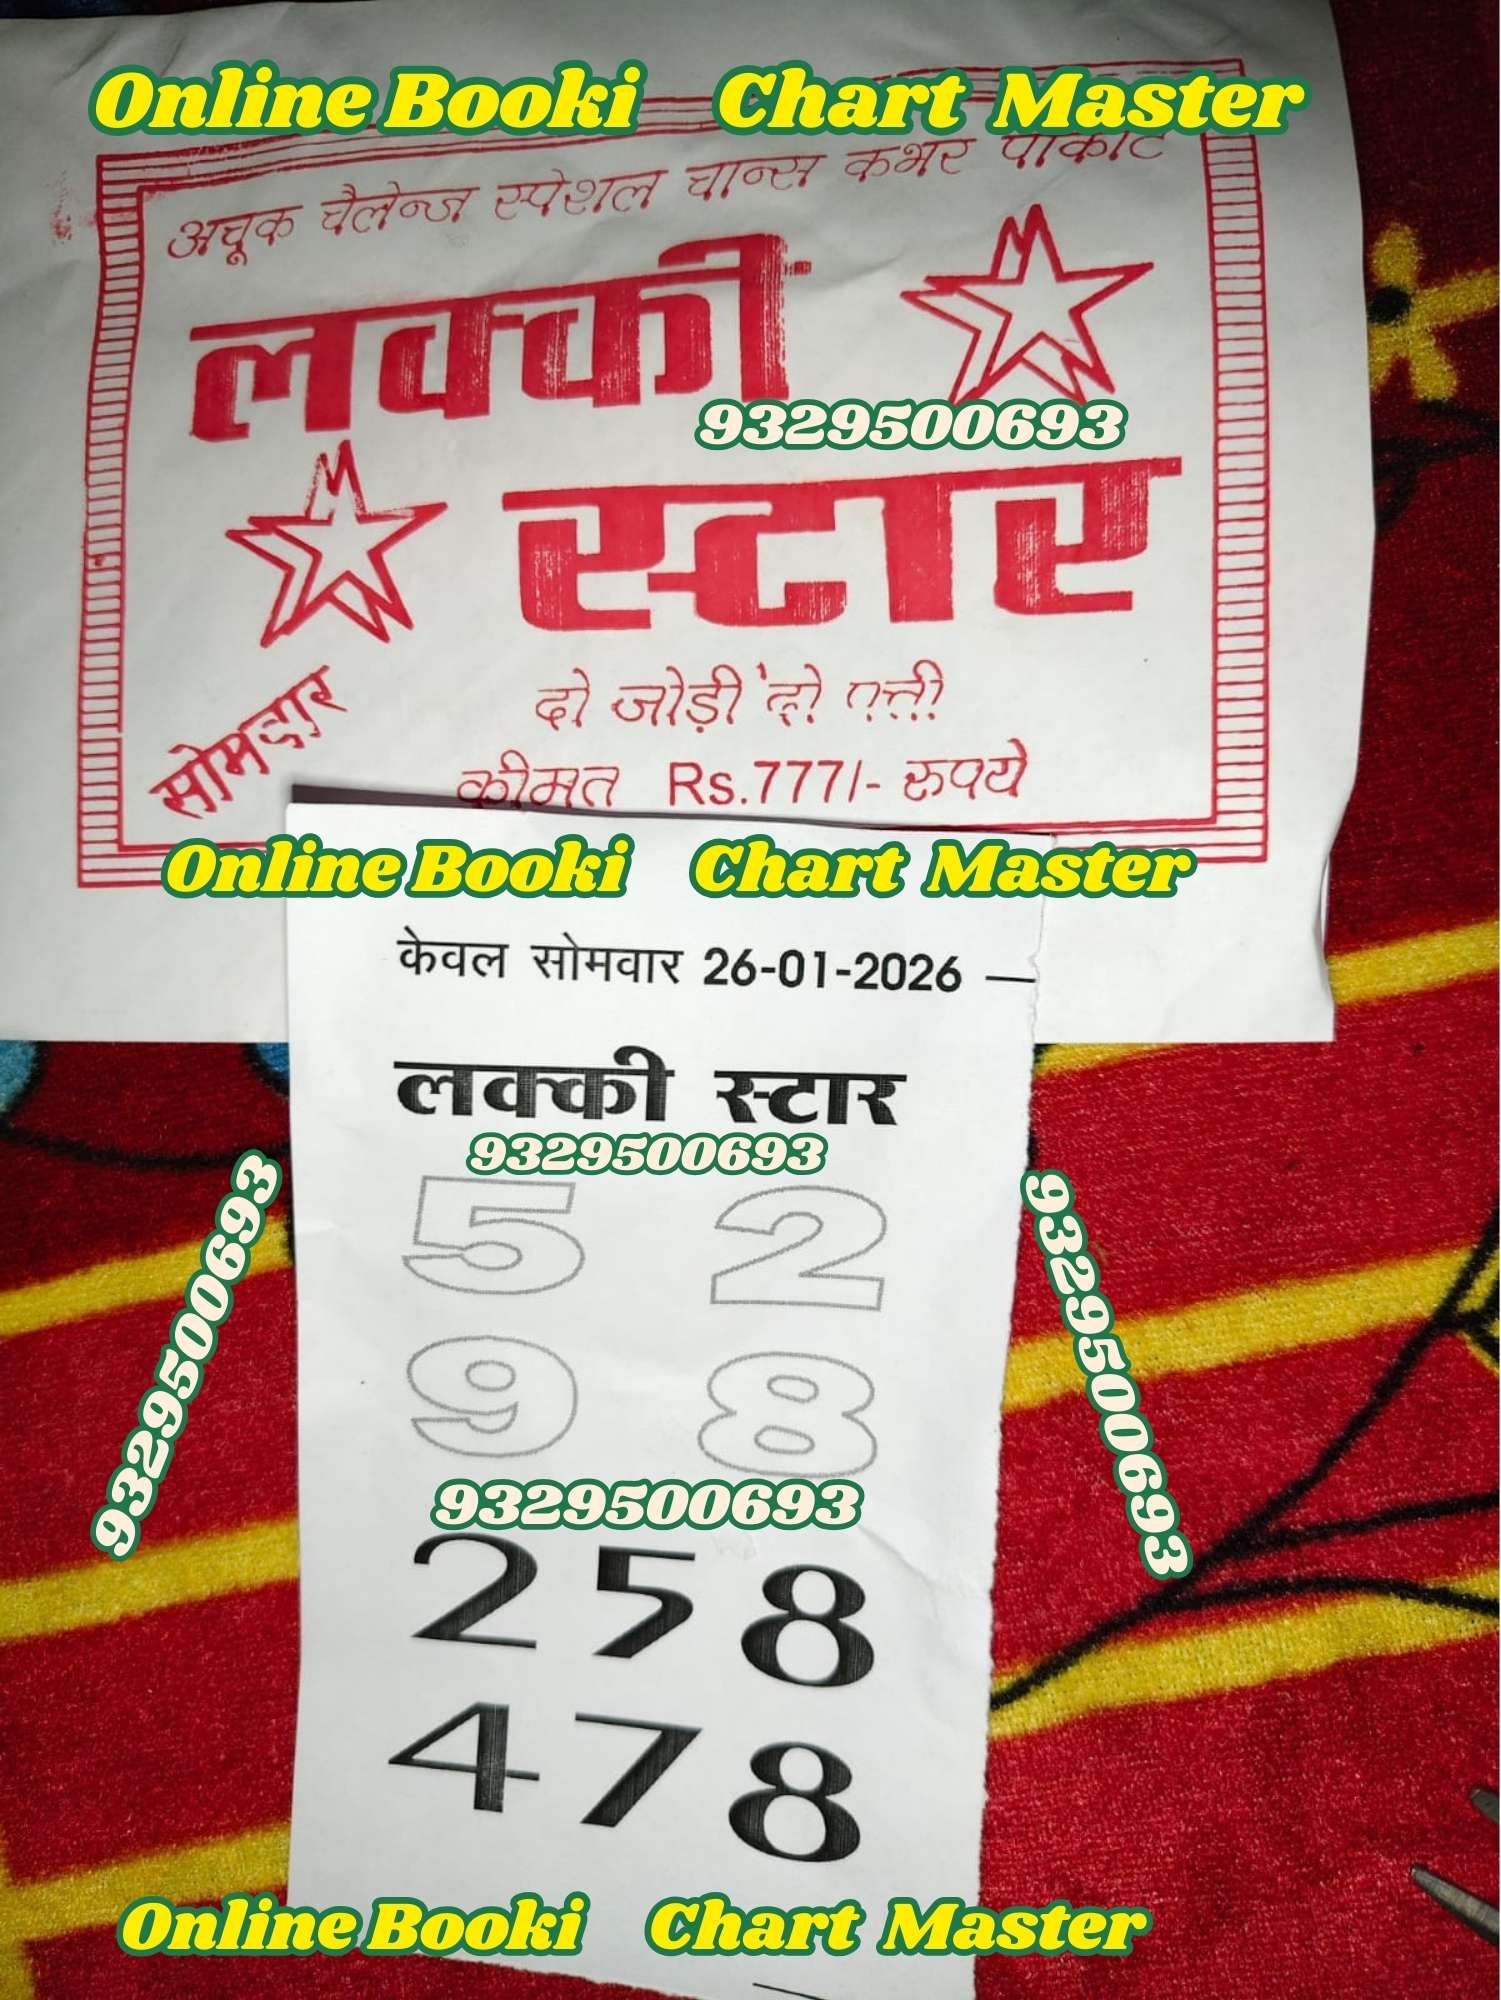 Online Booki Chart Master
अचूक चैलेन्ज स्पेशल चान्स कभर पाकीट
लक्की
9329500693
स्टार
दो जोड़ी दो पत्ती
सोमवार
कीमत Rs.777/- रुपये
Online Booki Chart Master
केवल सोमवार 26-01-2026 —
लक्की स्टार
9329500693
5 2
9 8
9329500693
9329500693
9329500693
258
478
Online Booki Chart Master